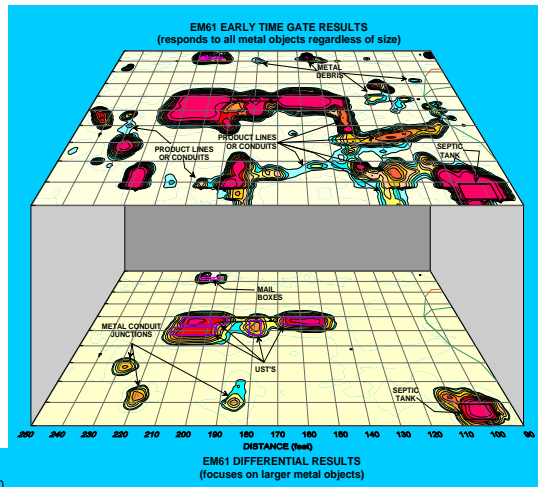 EM61 EARLY TIME GATE RESULTS
(responds to all metal objects regardless of size)
METAL
DEBRIS
PRODUCT LINES
OR CONDUITS
PRODUCT LINES
OR CONDUITS
SEPTIC
TANK
MAIL
BOXES
METAL CONDUIT
JUNCTIONS
UST'S
SEPTIC
TANK
250 240 230 220 210 200 190 180 170 160 150 140 130 120 110 100 90
DISTANCE (feet)
EM61 DIFFERENTIAL RESULTS
(focuses on larger metal objects)